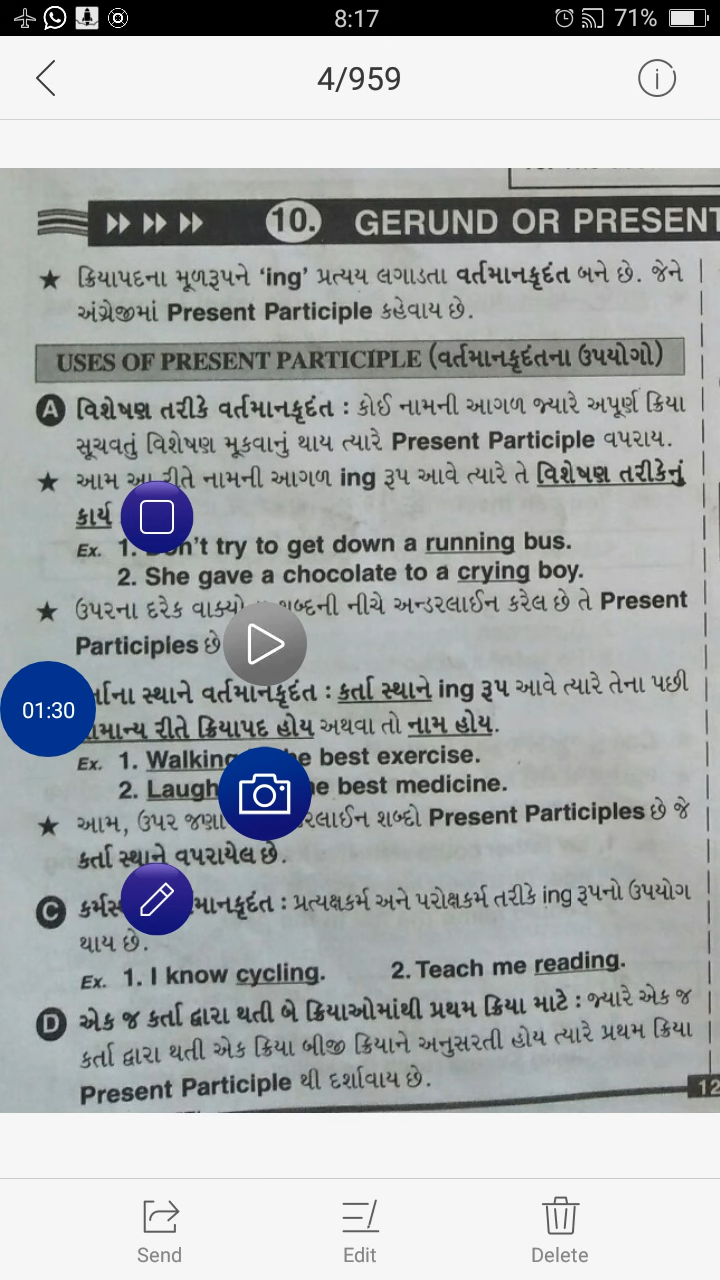 8:17
71%
4/959
10. GERUND OR PRESENT
★ ક્રિયાપદના મૂળરૂપને ‘ing’ પ્રત્યય લગાડતા વર્તમાનકૃદંત બને છે. જેને
અંગ્રેજીમાં Present Participle કહેવાય છે.
USES OF PRESENT PARTICIPLE (વર્તમાનકૃદંતના ઉપયોગો)
A વિશેષણ તરીકે વર્તમાનકૃદંત : કોઈ નામની આગળ જ્યારે અપૂર્ણ ક્રિયા
સૂચવતું વિશેષણ મૂકવાનું થાય ત્યારે Present Participle વપરાય.
★ આમ આ રીતે નામની આગળ ing રૂપ આવે ત્યારે તે વિશેષણ તરીકેનું
કાર્ય
Ex. 1. Don't try to get down a running bus.
2. She gave a chocolate to a crying boy.
★ ઉપરના દરેક વાક્યો શબ્દની નીચે અન્ડરલાઈન કરેલ છે તે Present
Participles છે
01:30
સ્થાને વર્તમાનકૃદંત : કર્તા સ્થાને ing રૂપ આવે ત્યારે તેના પછી
રીતે ક્રિયાપદ હોય અથવા તો નામ હોય.
Ex. 1. Walking best exercise.
2. Laugh best medicine.
★ આમ, ઉપર શબ્દો Present Participles છે જે
કર્તા સ્થાને વપરાયેલ છે.
C : પ્રત્યક્ષકર્મ અને પરોક્ષકર્મ તરીકે ing રૂપનો ઉપયોગ
થાય છે.
Ex. 1. I know cycling. 2. Teach me reading.
D એક જ કર્તા દ્વારા થતી બે ક્રિયાઓમાંથી પ્રથમ ક્રિયા માટે : જ્યારે એક જ
કર્તા દ્વારા થતી એક ક્રિયા બીજી ક્રિયાને અનુસરતી હોય ત્યારે પ્રથમ ક્રિયા
Present Participle થી દર્શાવાય છે.
12
Send Edit Delete